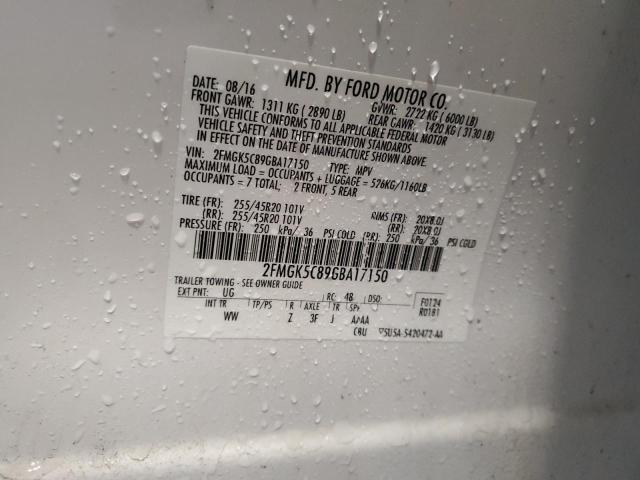 MFD. BY FORD MOTOR CO.
DATE: 08/16 GVWR: 2722 KG ( 6000 LB)
FRONT GAWR: 1311 KG ( 2890 LB) REAR GAWR: 1420 KG ( 3130 LB)
THIS VEHICLE CONFORMS TO ALL APPLICABLE FEDERAL MOTOR
VEHICLE SAFETY AND THEFT PREVENTION STANDARDS
IN EFFECT ON THE DATE OF MANUFACTURE SHOWN ABOVE.
VIN: 2FMGK5C89GBA17150 TYPE: MPV
MAXIMUM LOAD = OCCUPANTS + LUGGAGE = 526KG/1160LB
OCCUPANTS = 7 TOTAL; 2 FRONT, 5 REAR
TIRE (FR): 255/45R20 101V RIMS (FR): 20X8.0J
(RR): 255/45R20 101V (RR): 20X8.0J
PRESSURE (FR): 250 kPa/ 36 PSI COLD (RR): 250 kPa/ 36 PSI COLD
2FMGK5C89GBA17150
TRAILER TOWING - SEE OWNER GUIDE
EXT PNT: UG RC: 48 DSO: F0124
INT TR TP/PS R AXLE TR SPR R0181
WW Z 3F J AAAA